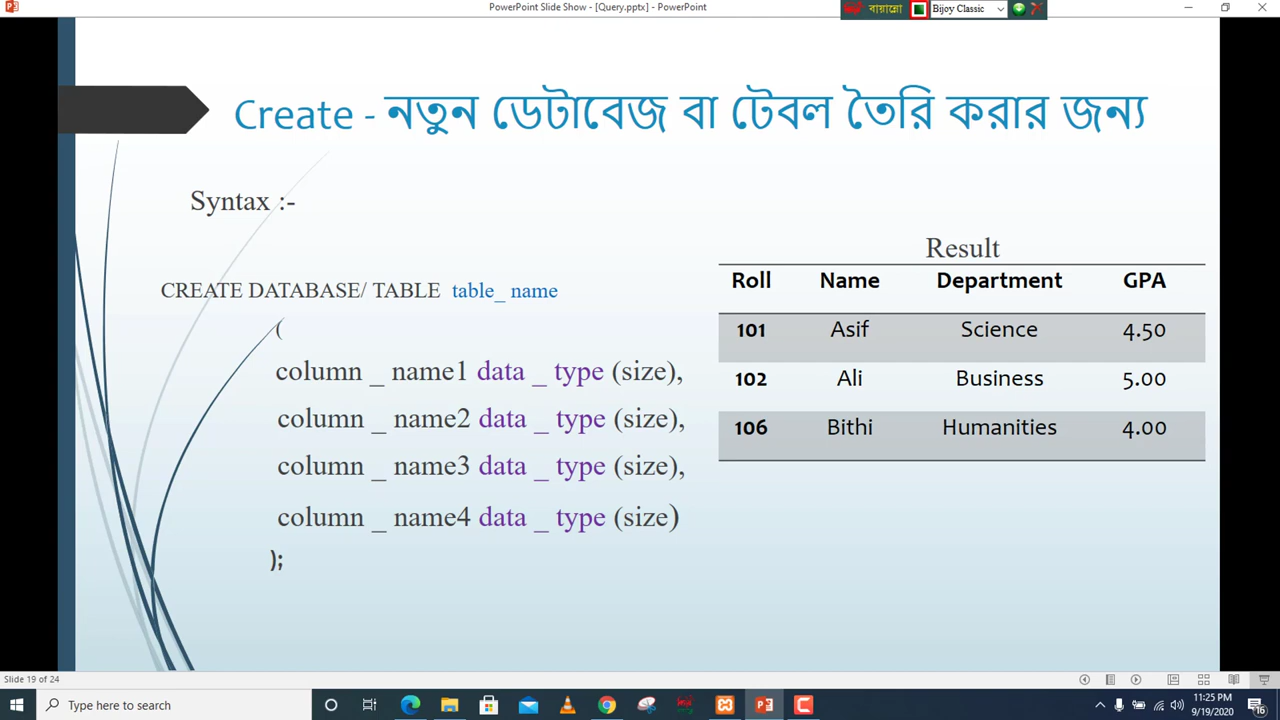 PowerPoint Slide Show - [Query.pptx] - PowerPoint
বায়ান্নো
Bijoy Classic
Create - নতুন ডেটাবেজ বা টেবল তৈরি করার জন্য
Syntax :-
CREATE DATABASE/ TABLE table_ name
(
column _ name1 data _ type (size),
column _ name2 data _ type (size),
column _ name3 data _ type (size),
column _ name4 data _ type (size)
);
Result
Roll Name Department GPA
101 Asif Science 4.50
102 Ali Business 5.00
106 Bithi Humanities 4.00
Slide 19 of 24
Type here to search
11:25 PM
9/19/2020
16